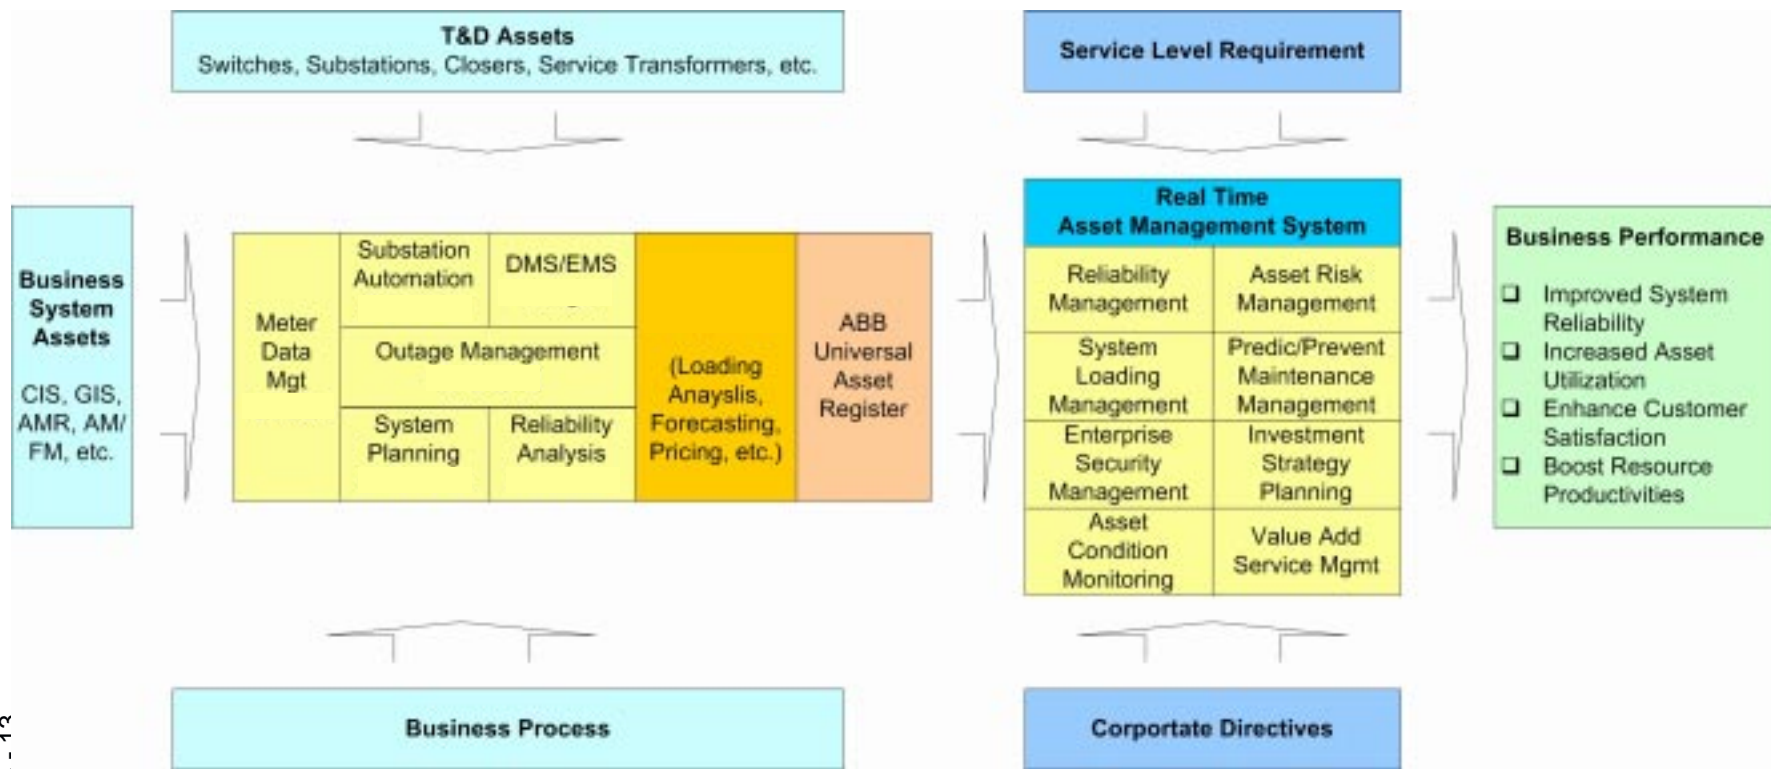 T&D Assets
Switches, Substations, Closers, Service Transformers, etc.
Service Level Requirement
Business
System
Assets
CIS, GIS,
AMR, AM/
FM, etc.
Meter
Data
Mgt
Substation
Automation
DMS/EMS
Outage Management
System
Planning
Reliability
Analysis
(Loading
Anayslis,
Forecasting,
Pricing, etc.)
ABB
Universal
Asset
Register
Real Time
Asset Management System
Reliability
Management
Asset Risk
Management
System
Loading
Management
Predic/Prevent
Maintenance
Management
Enterprise
Security
Management
Investment
Strategy
Planning
Asset
Condition
Monitoring
Value Add
Service Mgmt
Business Performance
Improved System
Reliability
Increased Asset
Utilization
Enhance Customer
Satisfaction
Boost Resource
Productivities
Business Process
Corportate Directives